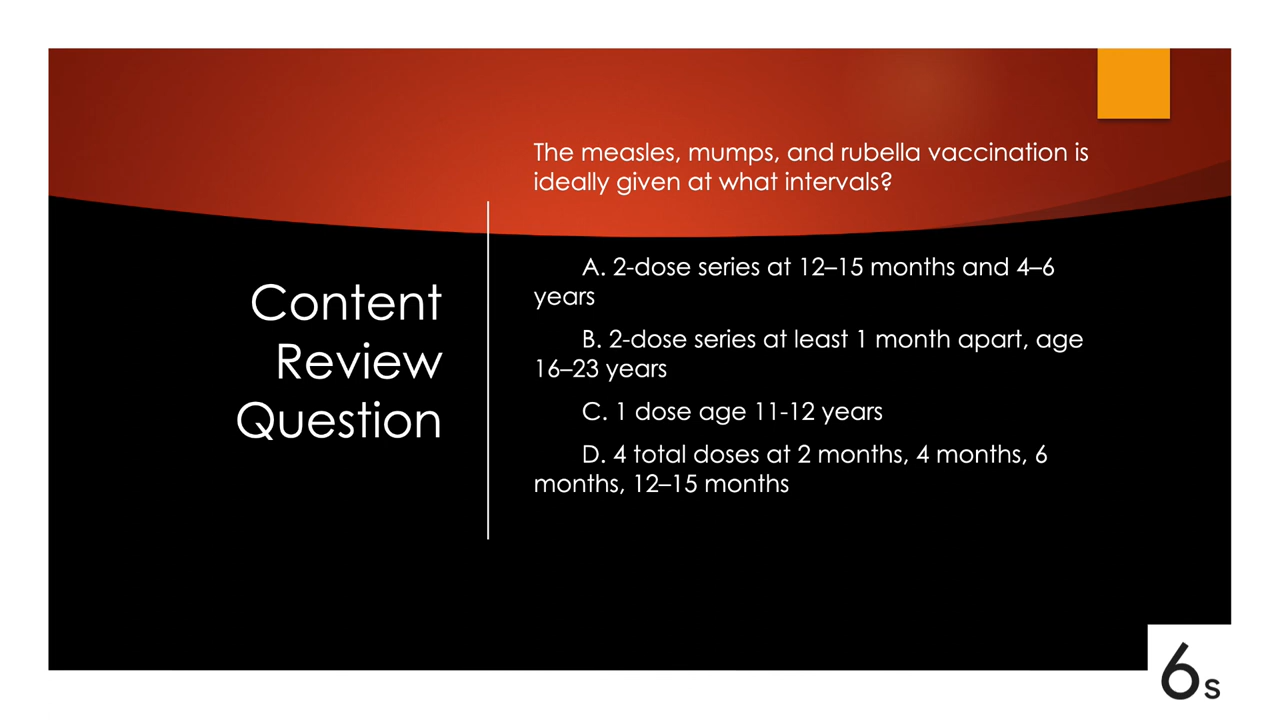 The measles, mumps, and rubella vaccination is
ideally given at what intervals?
Content
Review
Question
A. 2-dose series at 12–15 months and 4–6
years
B. 2-dose series at least 1 month apart, age
16–23 years
C. 1 dose age 11-12 years
D. 4 total doses at 2 months, 4 months, 6
months, 12–15 months
6s